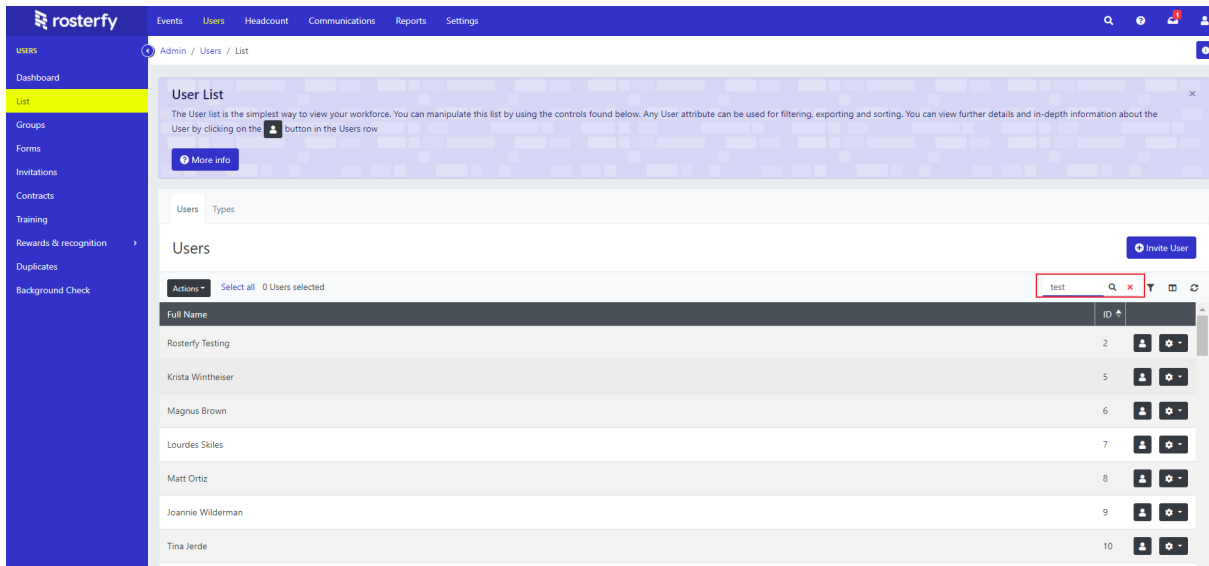 rosterfy
Events Users Headcount Communications Reports Settings
1
USERS
Admin / Users / List
Dashboard
List
Groups
Forms
Invitations
Contracts
Training
Rewards & recognition
Duplicates
Background Check
User List
The User list is the simplest way to view your workforce. You can manipulate this list by using the controls found below. Any User attribute can be used for filtering, exporting and sorting. You can view further details and in-depth information about the
User by clicking on the button in the Users row
More info
Users Types
Users
Invite User
Actions Select all 0 Users selected test
Full Name ID
Rosterfy Testing 2
Krista Wintheiser 5
Magnus Brown 6
Lourdes Skiles 7
Matt Ortiz 8
Joannie Wilderman 9
Tina Jerde 10